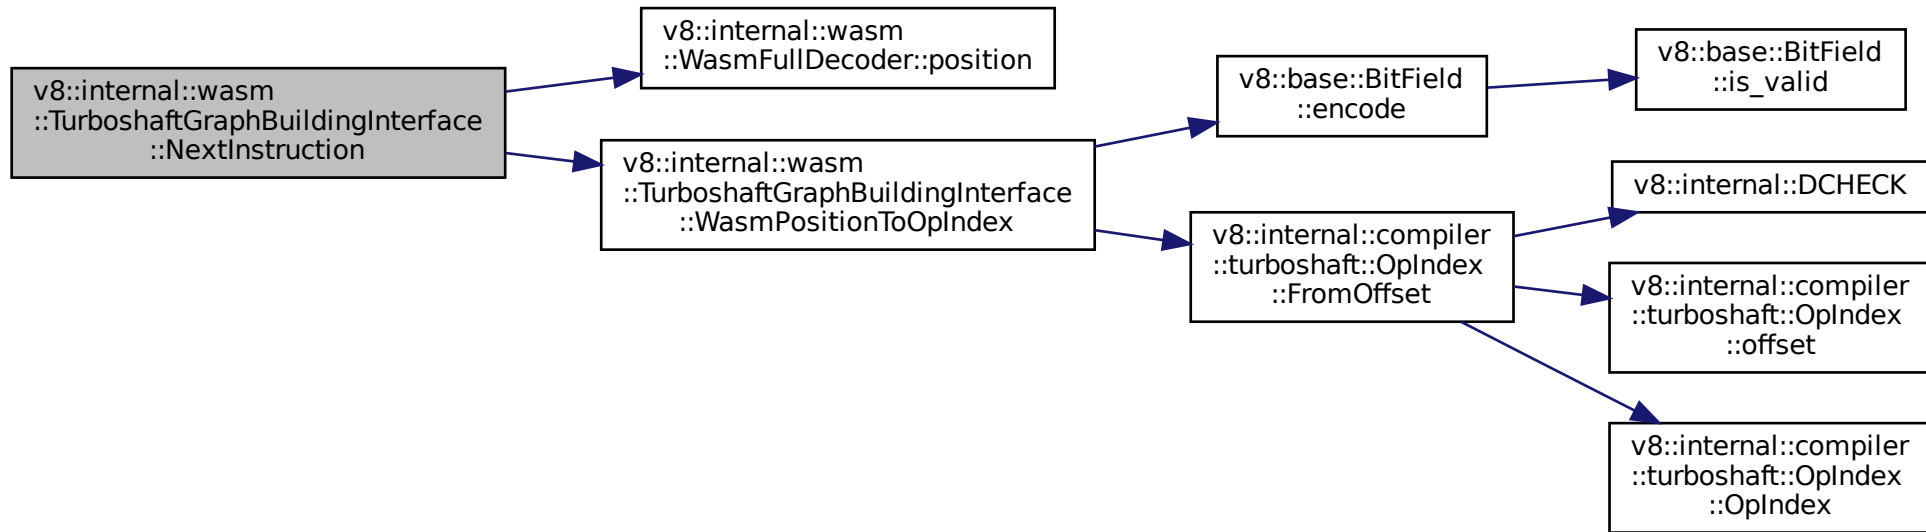 v8::internal::wasm
::TurboshaftGraphBuildingInterface
::NextInstruction
v8::internal::wasm
::WasmFullDecoder::position
v8::internal::wasm
::TurboshaftGraphBuildingInterface
::WasmPositionToOpIndex
v8::base::BitField
::encode
v8::base::BitField
::is_valid
v8::internal::compiler
::turboshaft::OpIndex
::FromOffset
v8::internal::DCHECK
v8::internal::compiler
::turboshaft::OpIndex
::offset
v8::internal::compiler
::turboshaft::OpIndex
::OpIndex